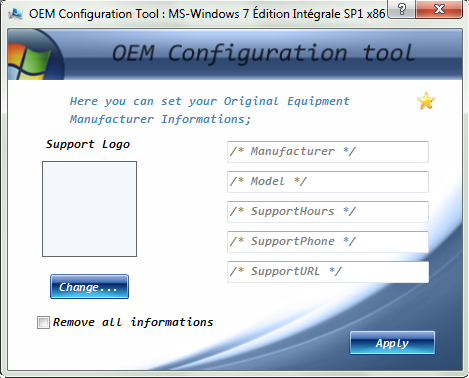 OEM Configuration Tool : MS-Windows 7 Édition Intégrale SP1 x86
OEM Configuration tool
Here you can set your Original Equipment
Manufacturer Informations;
Support Logo
/* Manufacturer */
/* Model */
/* SupportHours */
/* SupportPhone */
/* SupportURL */
Change...
Remove all informations
Apply